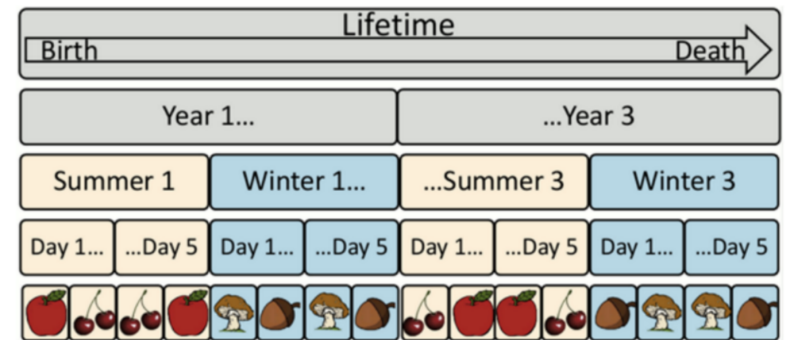 Lifetime
Birth Death
Year 1... ...Year 3
Summer 1 Winter 1... ...Summer 3 Winter 3
Day 1... ...Day 5 Day 1... ...Day 5 Day 1... ...Day 5 Day 1... ...Day 5